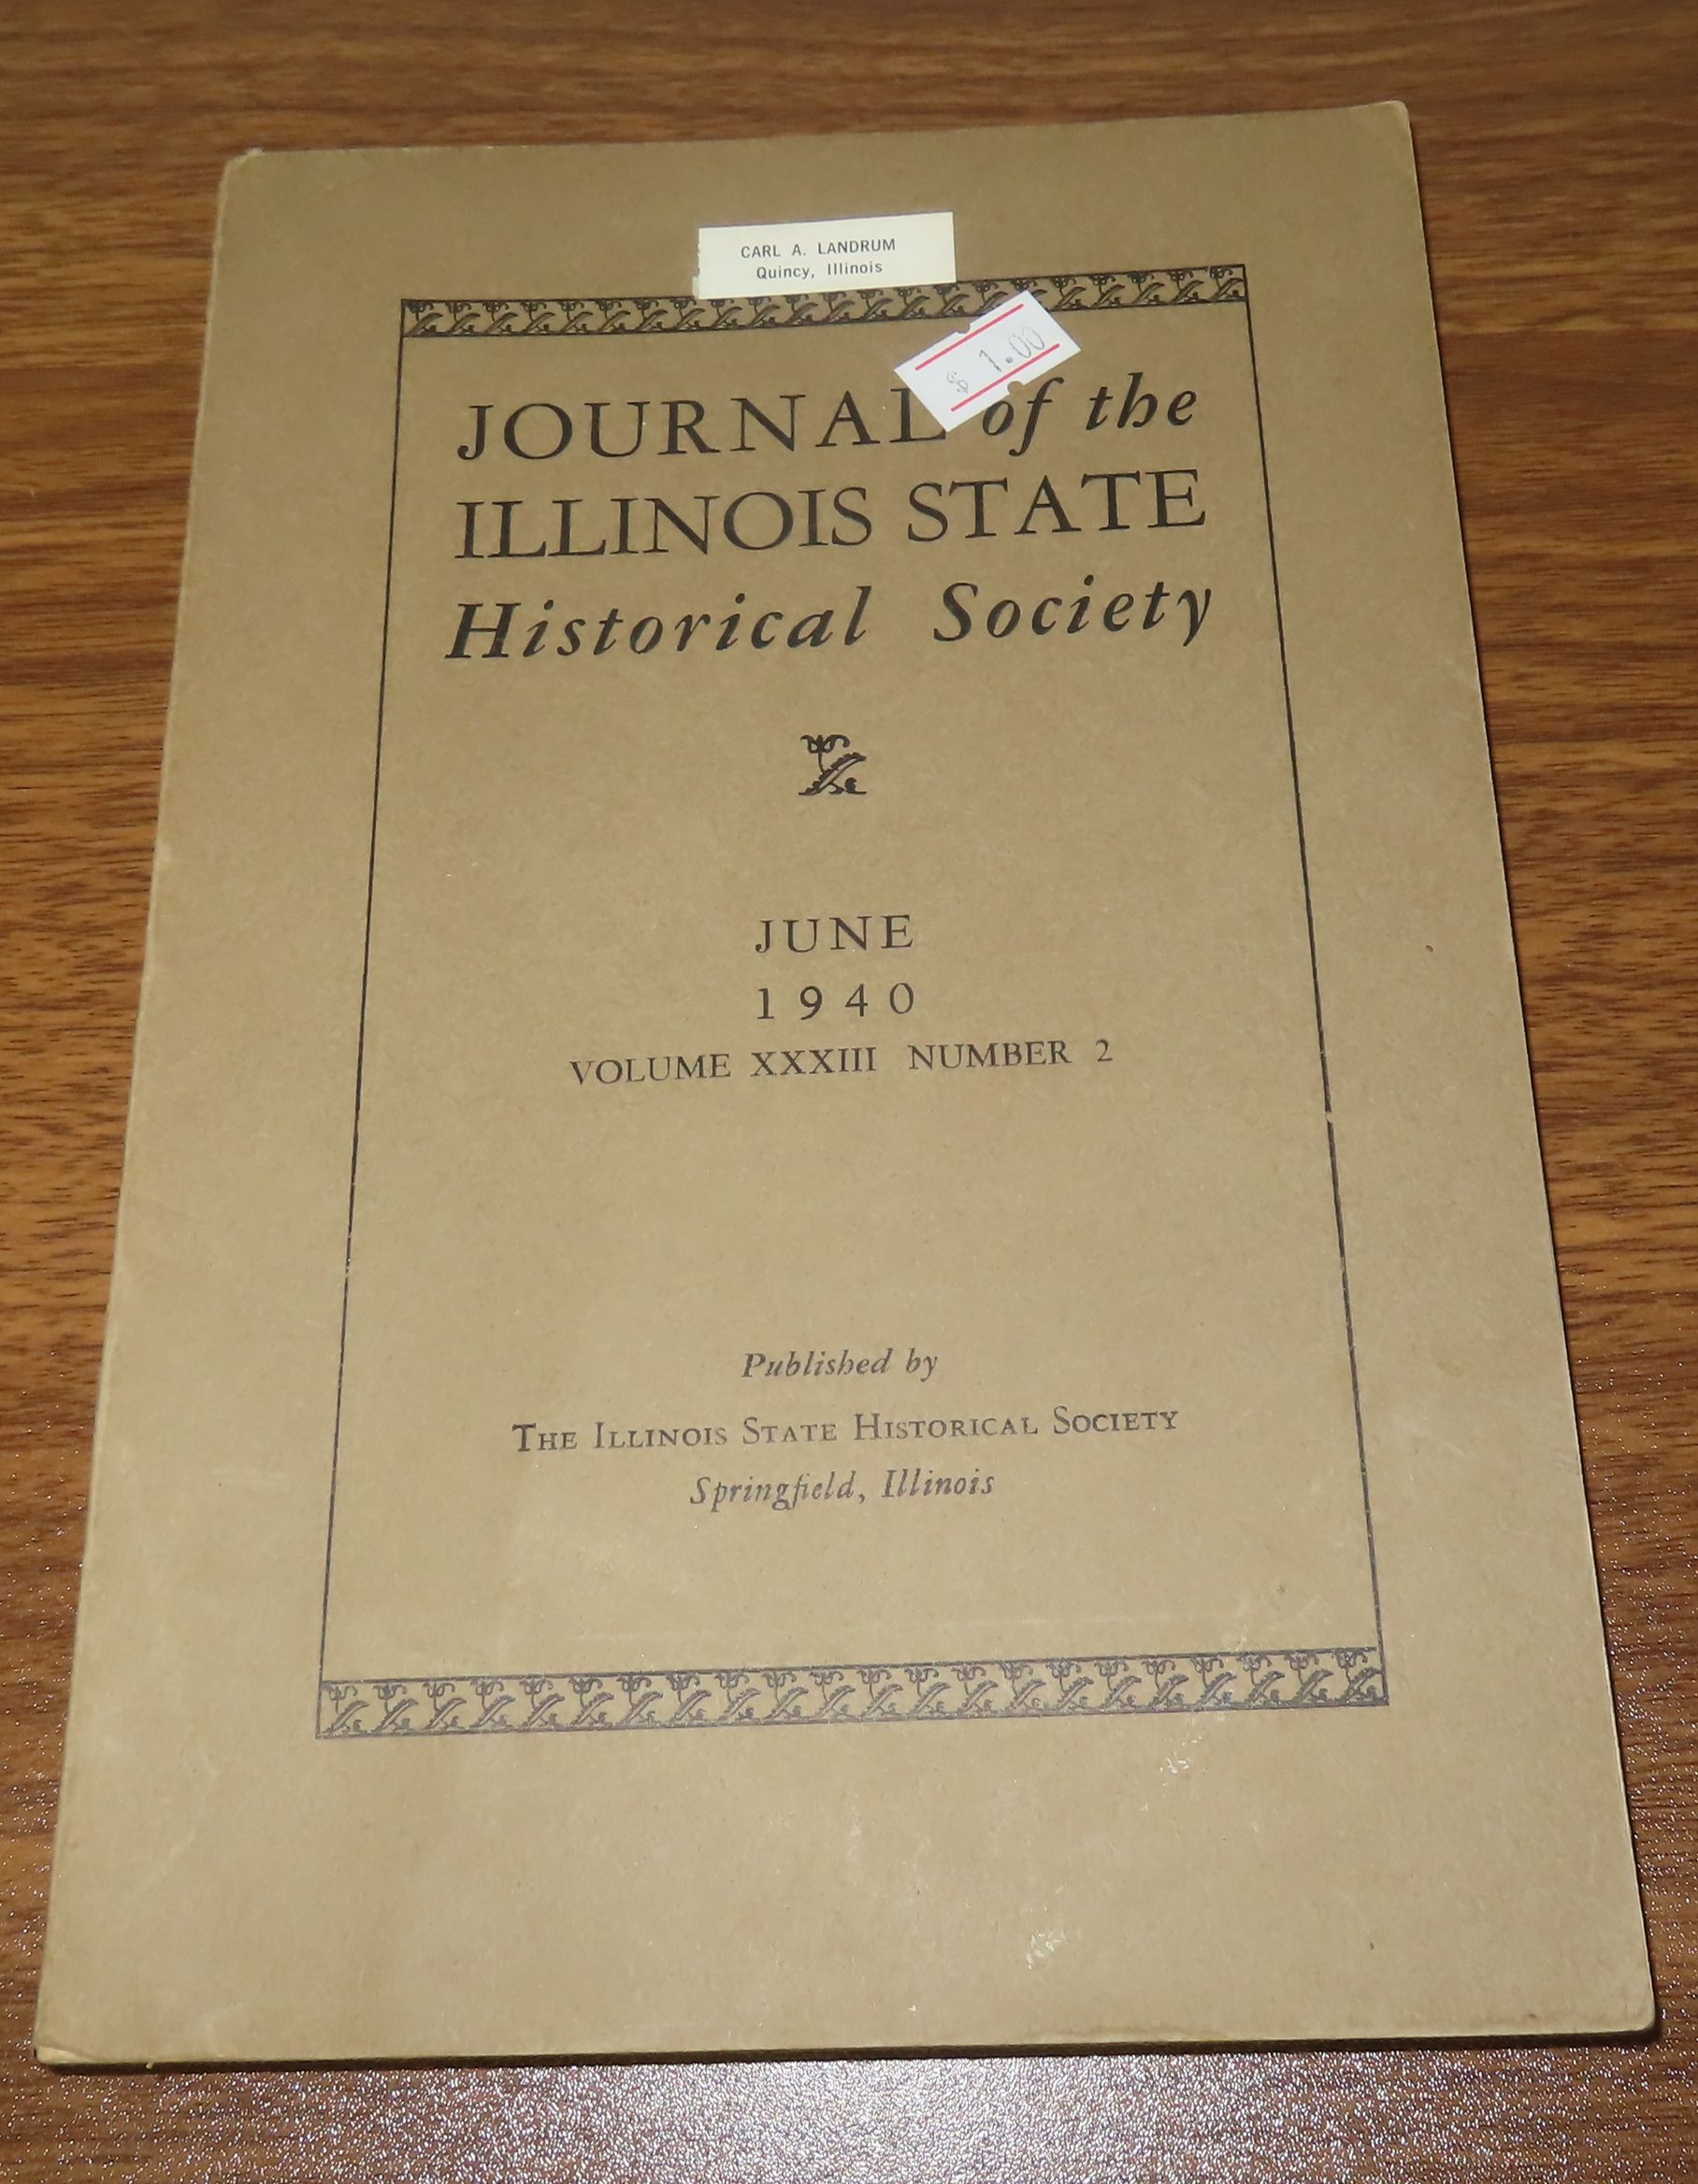 CARL A. LANDRUM
Quincy, Illinois
$ 1.00
JOURNAL of the
ILLINOIS STATE
Historical Society
JUNE
1940
VOLUME XXXIII NUMBER 2
Published by
THE ILLINOIS STATE HISTORICAL SOCIETY
Springfield, Illinois